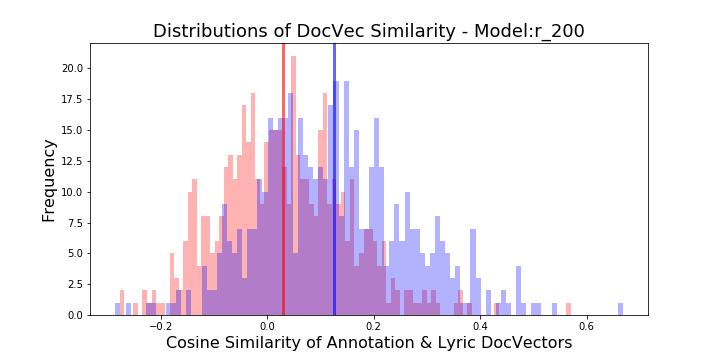 Distributions of DocVec Similarity - Model:r_200
Frequency
20.0
17.5
15.0
12.5
10.0
7.5
5.0
2.5
0.0
−0.2 0.0 0.2 0.4 0.6
Cosine Similarity of Annotation & Lyric DocVectors